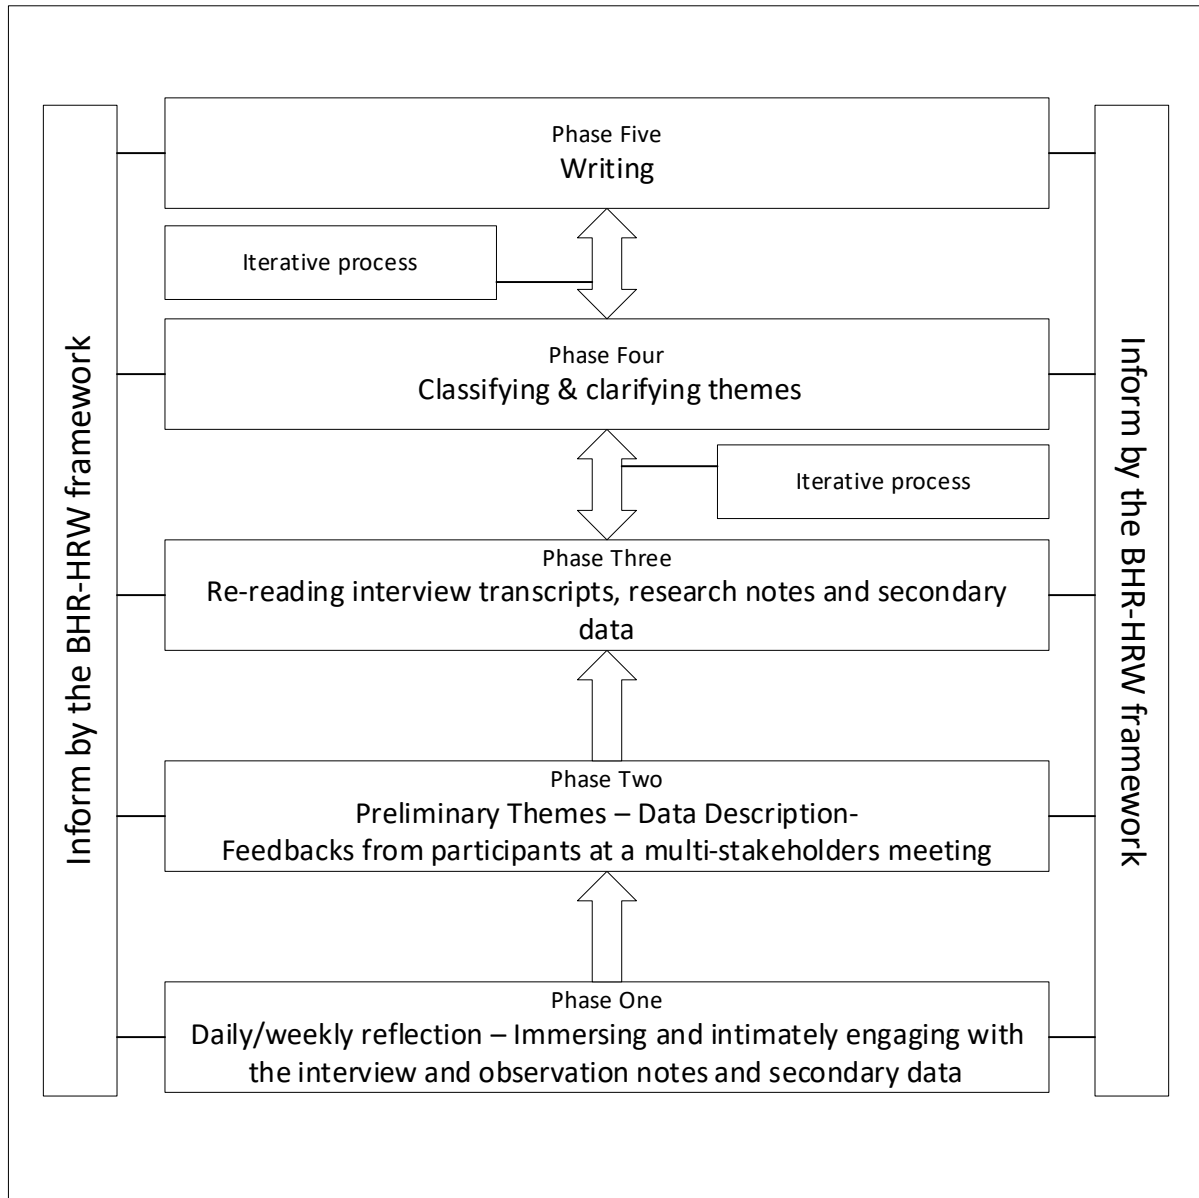 Phase Five
Writing
Iterative process
Phase Four
Classifying & clarifying themes
Iterative process
Phase Three
Re-reading interview transcripts, research notes and secondary
data
Phase Two
Preliminary Themes – Data Description-
Feedbacks from participants at a multi-stakeholders meeting
Phase One
Daily/weekly reflection – Immersing and intimately engaging with
the interview and observation notes and secondary data
Inform by the BHR-HRW framework
Inform by the BHR-HRW framework